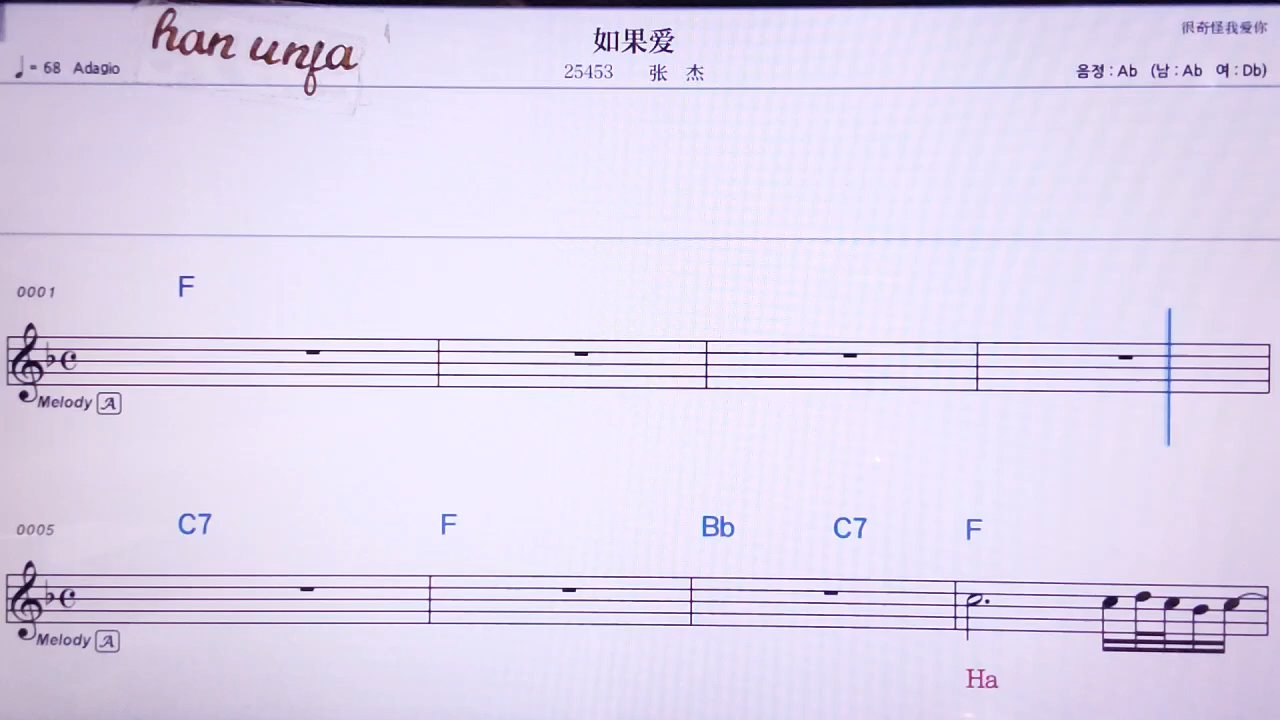 han unfa
如果爱
很奇怪我爱你
♩= 68 Adagio
25453 张 杰
음정 : Ab (남 : Ab 여 : Db)
F
0001
Melody A
C7 F Bb C7 F
0005
Melody A
Ha